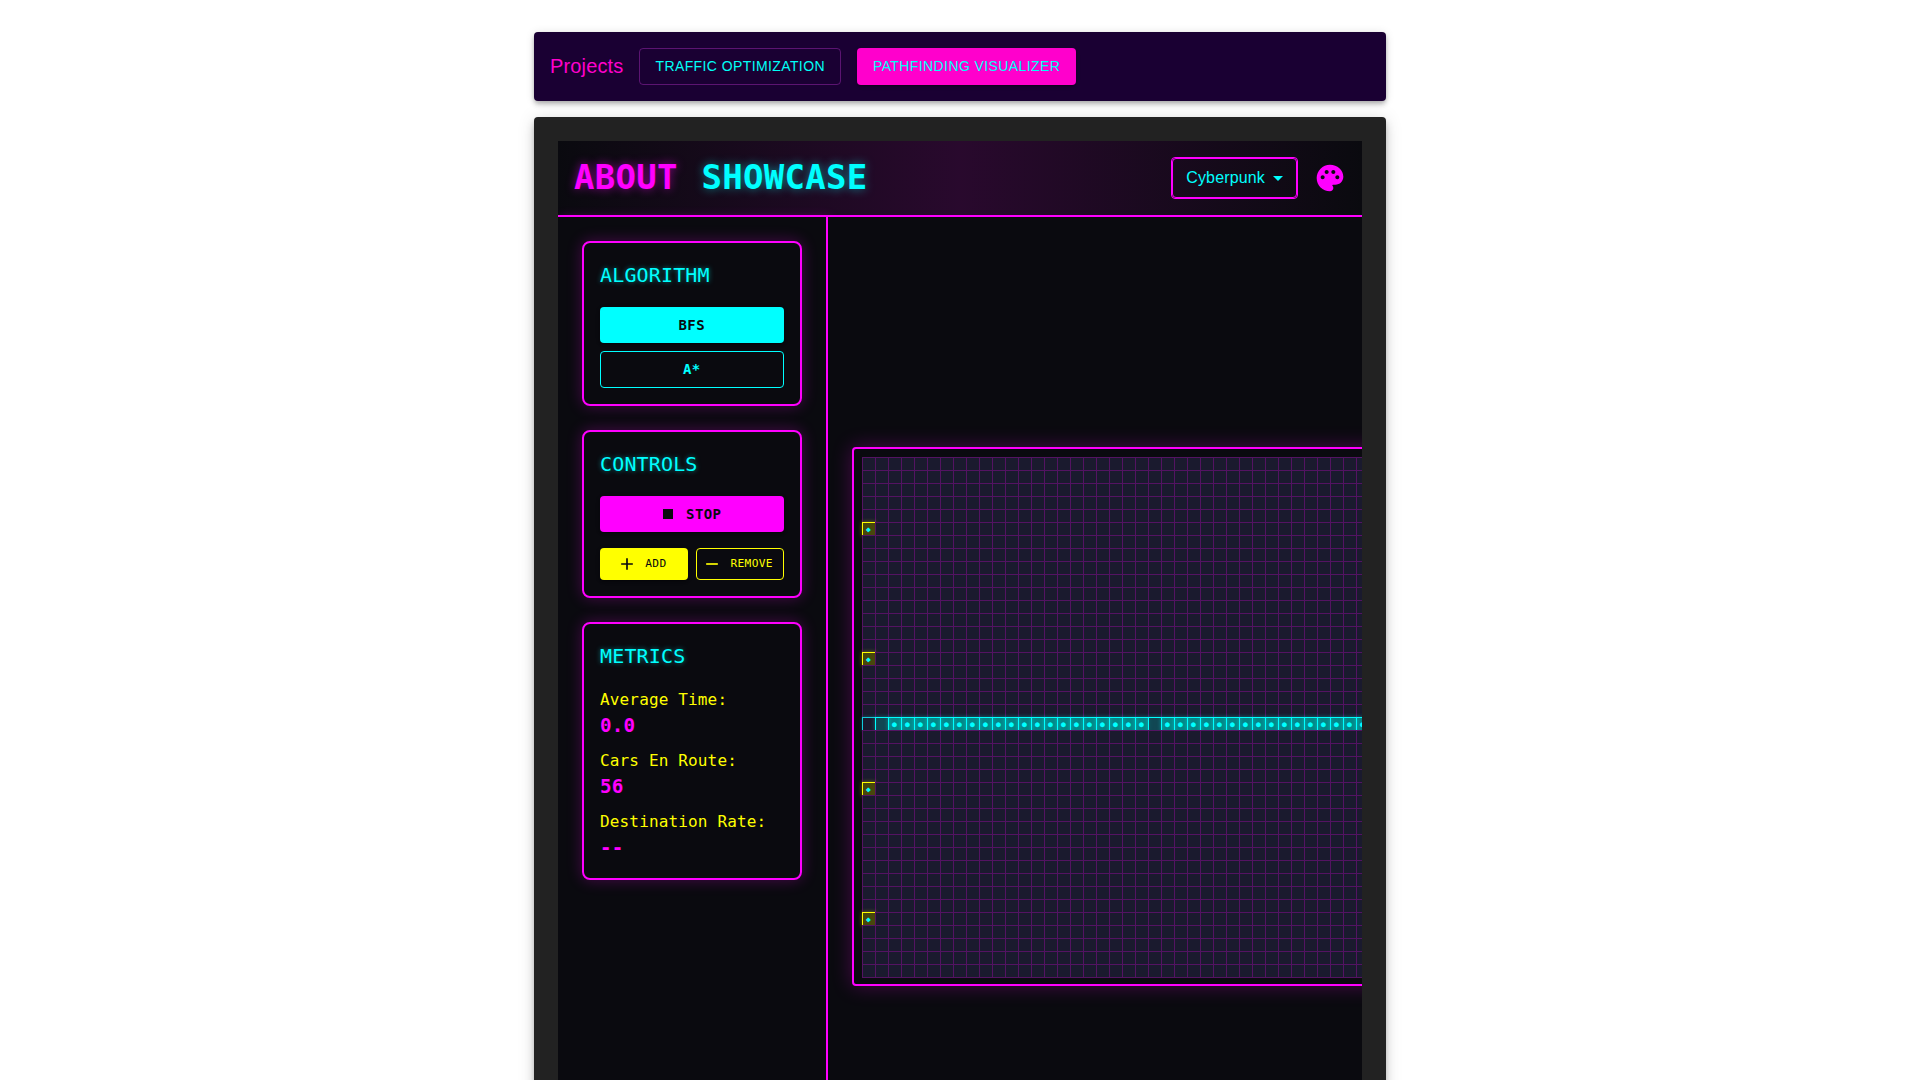 Projects
TRAFFIC OPTIMIZATION
PATHFINDING VISUALIZER
ABOUT SHOWCASE
Cyberpunk
ALGORITHM
BFS
A*
CONTROLS
STOP
ADD
REMOVE
METRICS
Average Time:
0.0
Cars En Route:
56
Destination Rate:
--